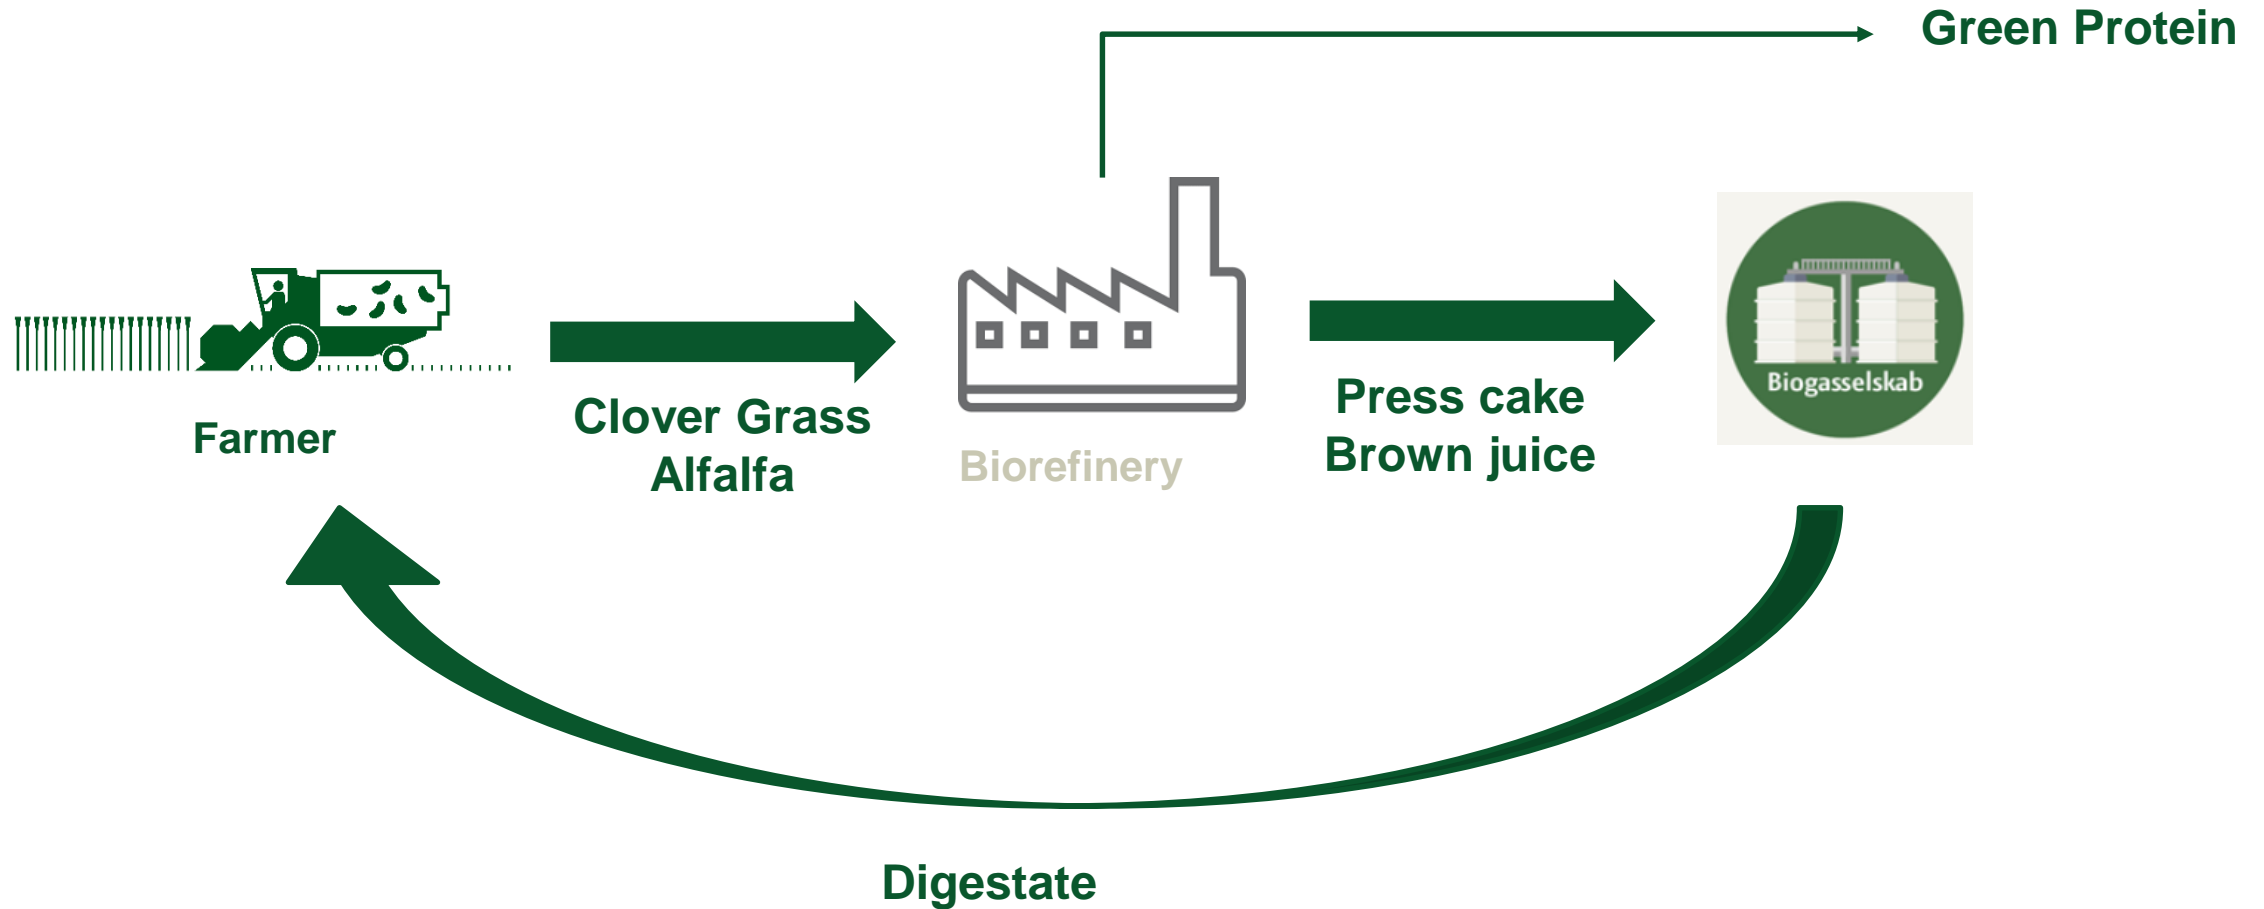 Green Protein
Farmer
Clover Grass
Alfalfa
Biorefinery
Press cake
Brown juice
Biogasselskab
Digestate